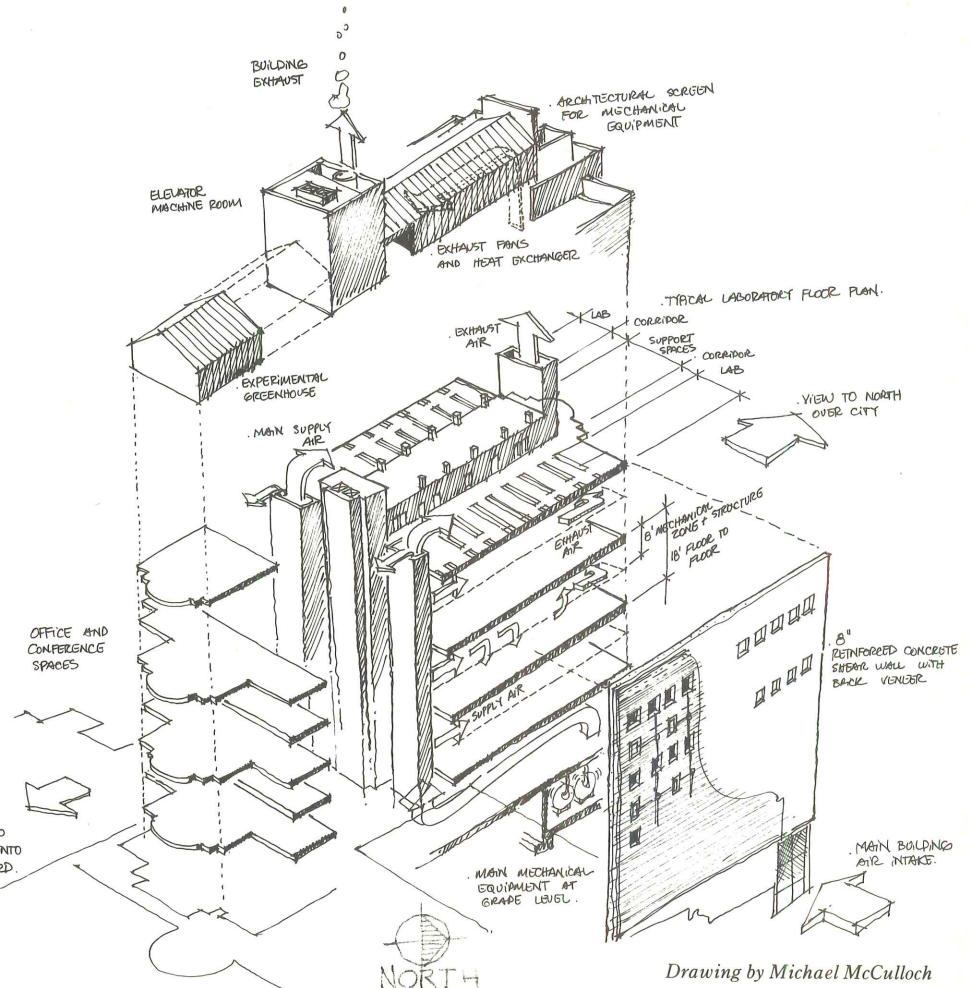 BUILDING
EXHAUST
. ARCHITECTURAL SCREEN
FOR MECHANICAL
EQUIPMENT
ELEVATOR
MACHINE ROOM
. EXHAUST FANS
AND HEAT EXCHANGER
. TYPICAL LABORATORY FLOOR PLAN.
LAB
CORRIDOR
SUPPORT
SPACES
CORRIDOR
LAB
EXHAUST
AIR
. EXPERIMENTAL
GREENHOUSE
. VIEW TO NORTH
OVER CITY
. MAIN SUPPLY
AIR
8' MECHANICAL
ZONE + STRUCTURE
18' FLOOR TO
FLOOR
EXHAUST
AIR
OFFICE AND
CONFERENCE
SPACES
. 8"
REINFORCED CONCRETE
SHEAR WALL WITH
BRICK VENEER
SUPPLY AIR
NTO
RD.
. MAIN MECHANICAL
EQUIPMENT AT
GRADE LEVEL.
. MAIN BUILDING
AIR INTAKE.
NORTH
Drawing by Michael McCulloch